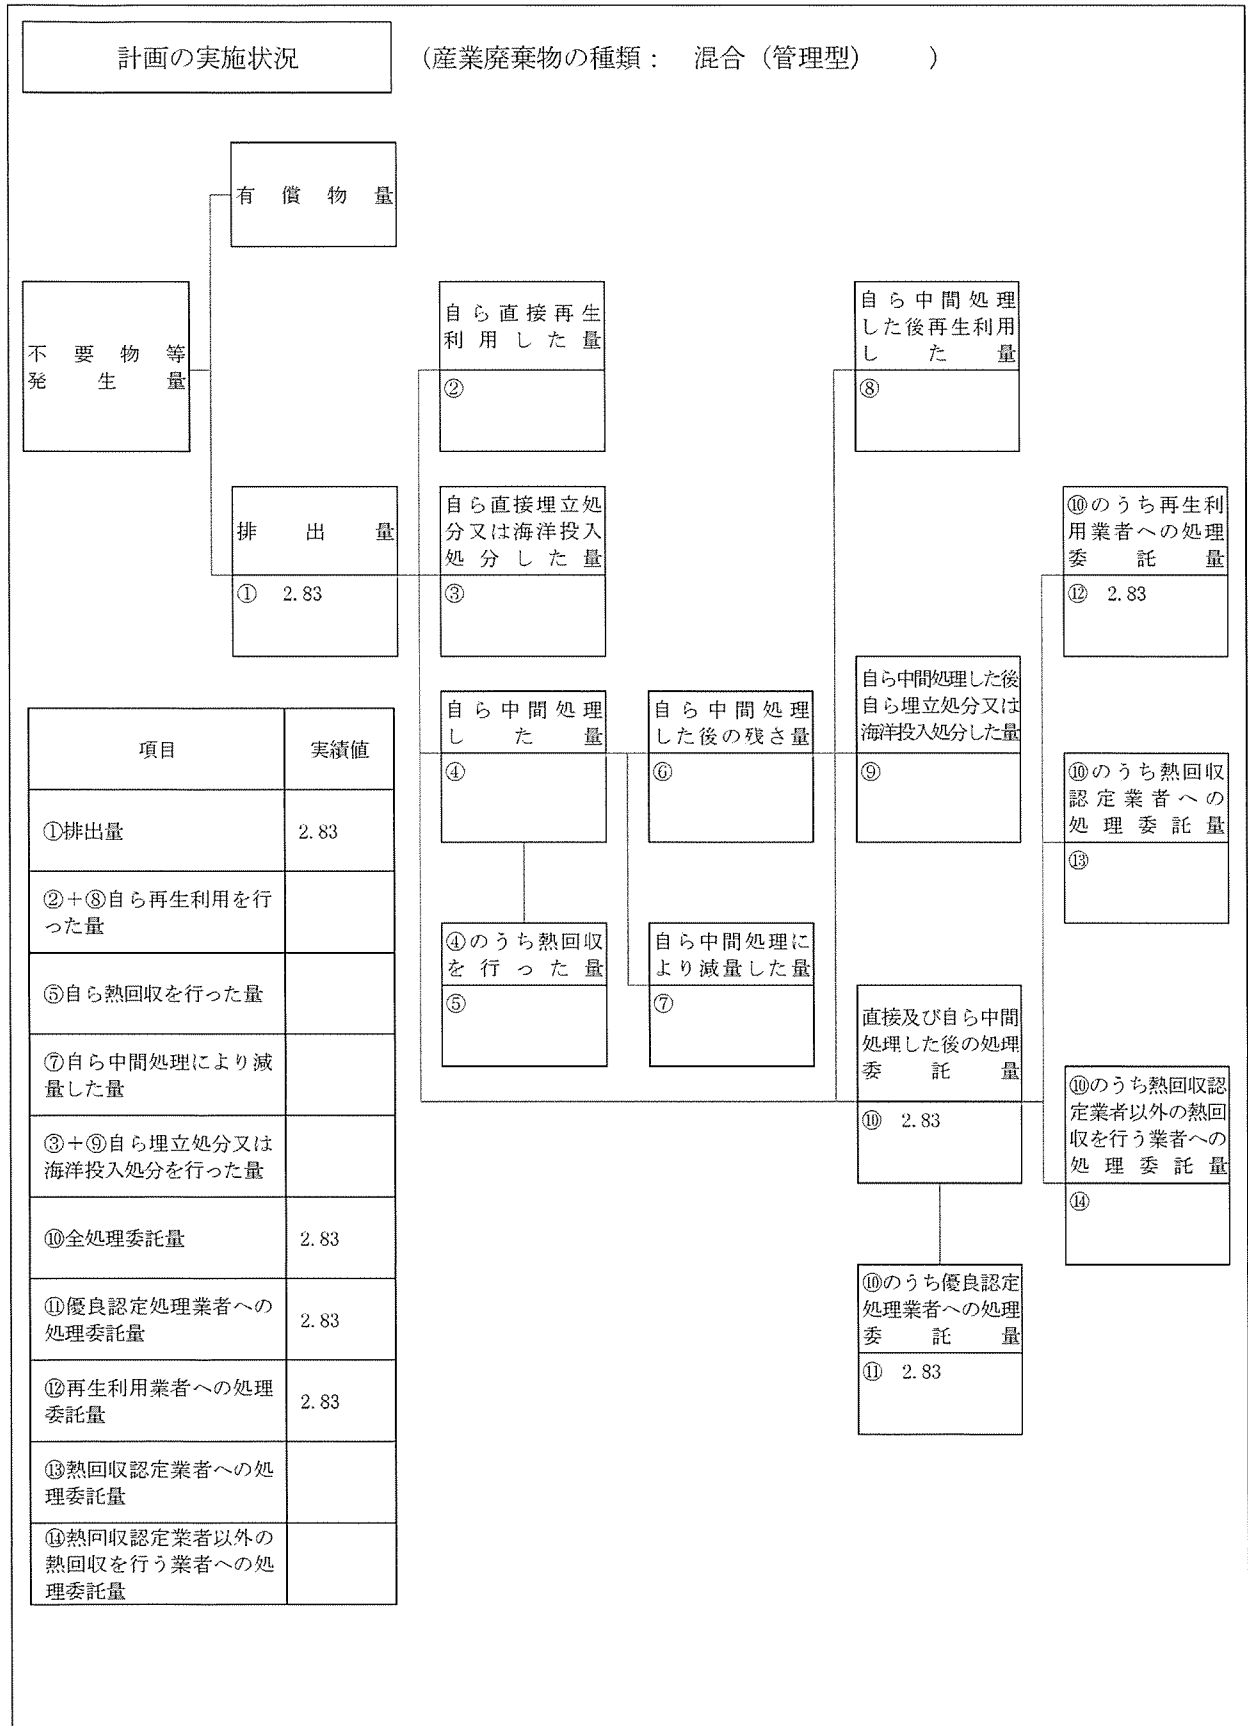 計画の実施状況
（産業廃棄物の種類： 混合（管理型） ）
有償物量
不要物等
発生量
排出量
① 2.83
自ら直接再生
利用した量
②
自ら直接埋立処
分又は海洋投入
処分した量
③
自ら中間処理
した量
④
④のうち熱回収
を行った量
⑤
自ら中間処理
した後の残さ量
⑥
自ら中間処理に
より減量した量
⑦
自ら中間処理
した後再生利用
した量
⑧
自ら中間処理した後
自ら埋立処分又は
海洋投入処分した量
⑨
直接及び自ら中間
処理した後の処理
委託量
⑩ 2.83
⑩のうち優良認定
処理業者への処理
委託量
⑪ 2.83
⑩のうち再生利
用業者への処理
委託量
⑫ 2.83
⑩のうち熱回収
認定業者への
処理委託量
⑬
⑩のうち熱回収認
定業者以外の熱回
収を行う業者への
処理委託量
⑭
項目 実績値
①排出量 2.83
②＋⑧自ら再生利用を行
った量
⑤自ら熱回収を行った量
⑦自ら中間処理により減
量した量
③＋⑨自ら埋立処分又は
海洋投入処分を行った量
⑩全処理委託量 2.83
⑪優良認定処理業者への
処理委託量 2.83
⑫再生利用業者への処理
委託量 2.83
⑬熱回収認定業者への処
理委託量
⑭熱回収認定業者以外の
熱回収を行う業者への処
理委託量